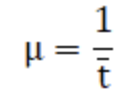 μ = 1/t̄